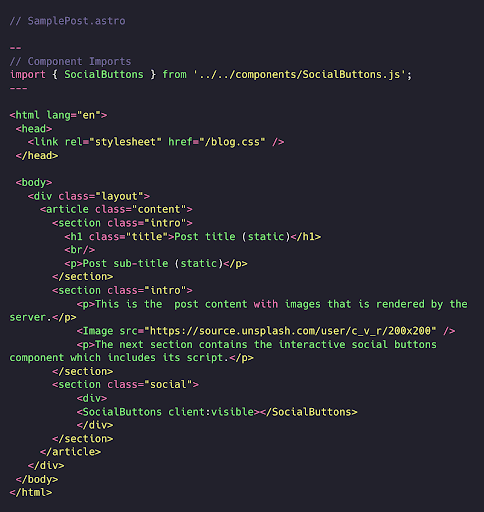 // SamplePost.astro
--
// Component Imports
import { SocialButtons } from '../../components/SocialButtons.js';
---
<html lang="en">
<head>
<link rel="stylesheet" href="/blog.css" />
</head>
<body>
<div class="layout">
<article class="content">
<section class="intro">
<h1 class="title">Post title (static)</h1>
<br/>
<p>Post sub-title (static)</p>
</section>
<section class="intro">
<p>This is the  post content with images that is rendered by the
server.</p>
<Image src="https://source.unsplash.com/user/c_v_r/200x200" />
<p>The next section contains the interactive social buttons
component which includes its script.</p>
</section>
<section class="social">
<div>
<SocialButtons client:visible></SocialButtons>
</div>
</section>
</article>
</div>
</body>
</html>